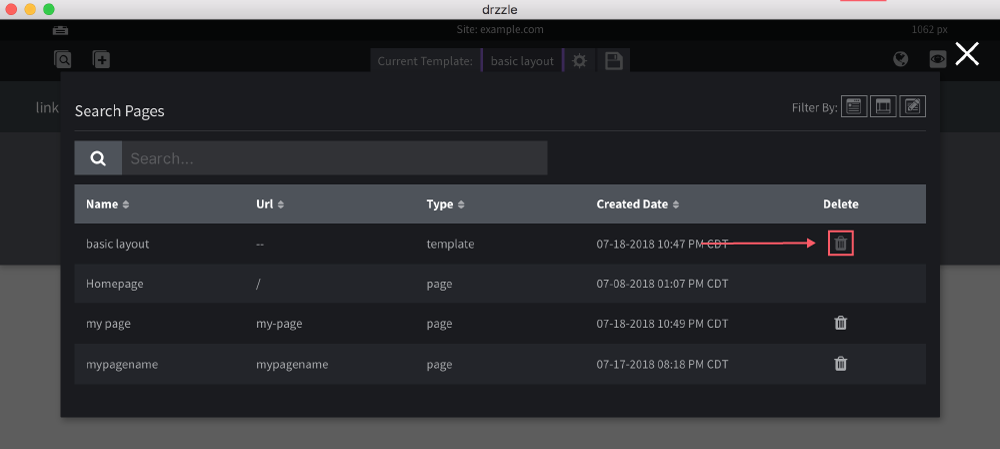 drzzle
Site: example.com
1062 px
Current Template: basic layout
link
Search Pages
Filter By:
Search...
Name Url Type Created Date Delete
basic layout -- template 07-18-2018 10:47 PM CDT
Homepage / page 07-08-2018 01:07 PM CDT
my page my-page page 07-18-2018 10:49 PM CDT
mypagename mypagename page 07-17-2018 08:18 PM CDT